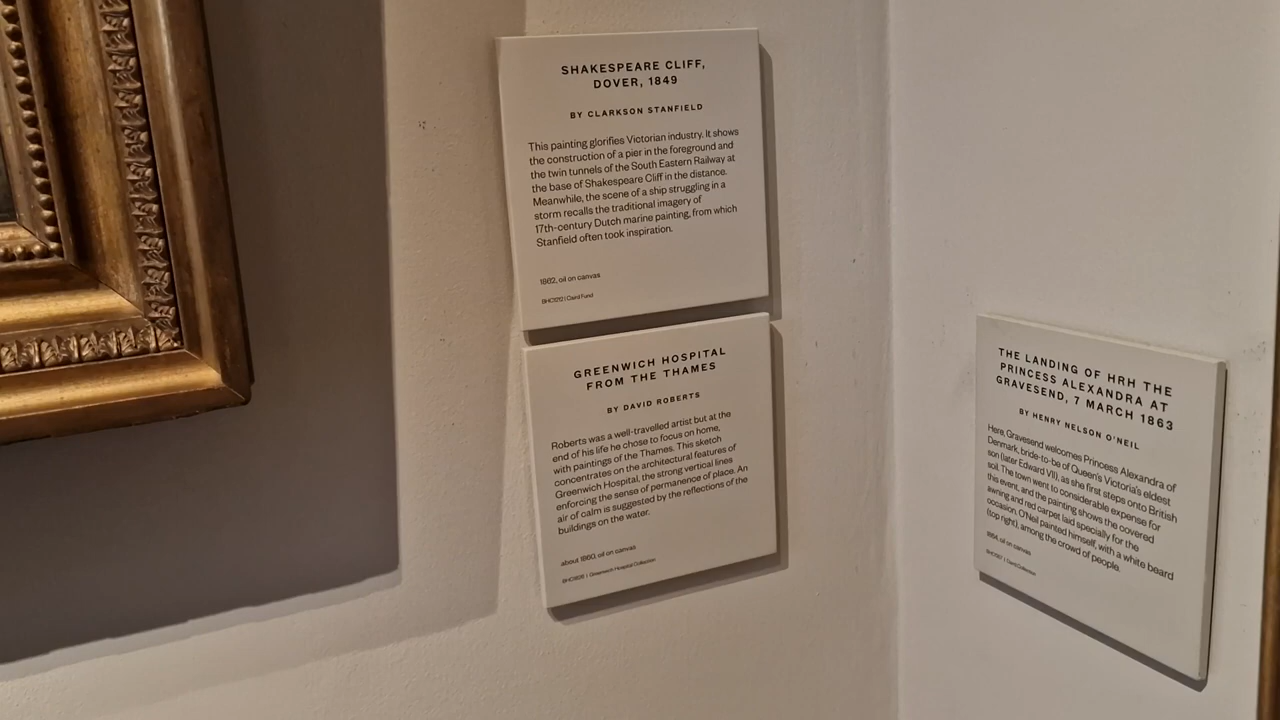 SHAKESPEARE CLIFF,
DOVER, 1849
BY CLARKSON STANFIELD
This painting glorifies Victorian industry. It shows
the construction of a pier in the foreground and
the twin tunnels of the South Eastern Railway at
the base of Shakespeare Cliff in the distance.
Meanwhile, the scene of a ship struggling in a
storm recalls the traditional imagery of
17th-century Dutch marine painting, from which
Stanfield often took inspiration.
1862, oil on canvas
Caird Fund
GREENWICH HOSPITAL
FROM THE THAMES
BY DAVID ROBERTS
Roberts was a well-travelled artist but at the
end of his life he chose to focus on home,
with paintings of the Thames. This sketch
concentrates on the architectural features of
Greenwich Hospital, the strong vertical lines
enforcing the sense of permanence of place. An
air of calm is suggested by the reflections of the
buildings on the water.
about 1860, oil on canvas
Greenwich Hospital Collection
THE LANDING OF HRH THE
PRINCESS ALEXANDRA AT
GRAVESEND, 7 MARCH 1863
BY HENRY NELSON O'NEIL
Here, Gravesend welcomes Princess Alexandra of
Denmark, bride-to-be of Queen's Victoria's eldest
son (later Edward VII), as she first steps onto British
soil. The town went to considerable expense for
this event, and the painting shows the covered
awning and red carpet laid specially for the
occasion. O'Neil painted himself, with a white beard
(top right), among the crowd of people.
1864, oil on canvas
Caird Collection